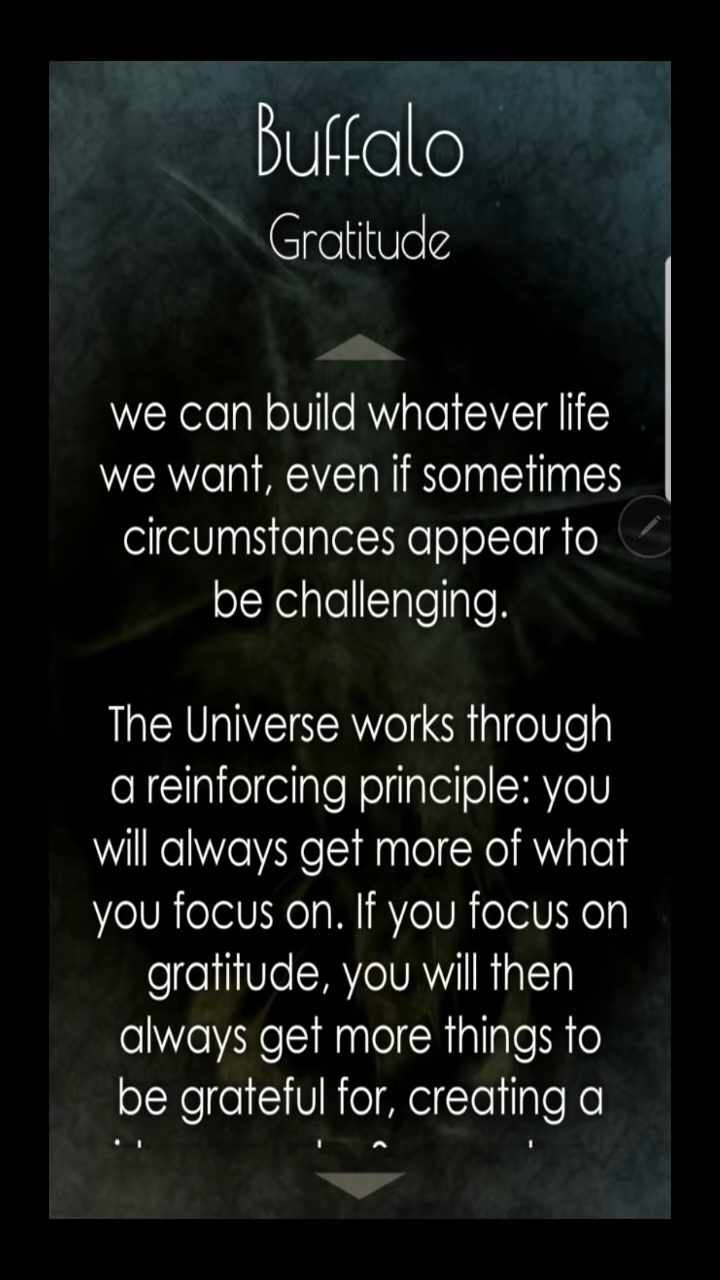 Buffalo
Gratitude
we can build whatever life
we want, even if sometimes
circumstances appear to
be challenging.
The Universe works through
a reinforcing principle: you
will always get more of what
you focus on. If you focus on
gratitude, you will then
always get more things to
be grateful for, creating a